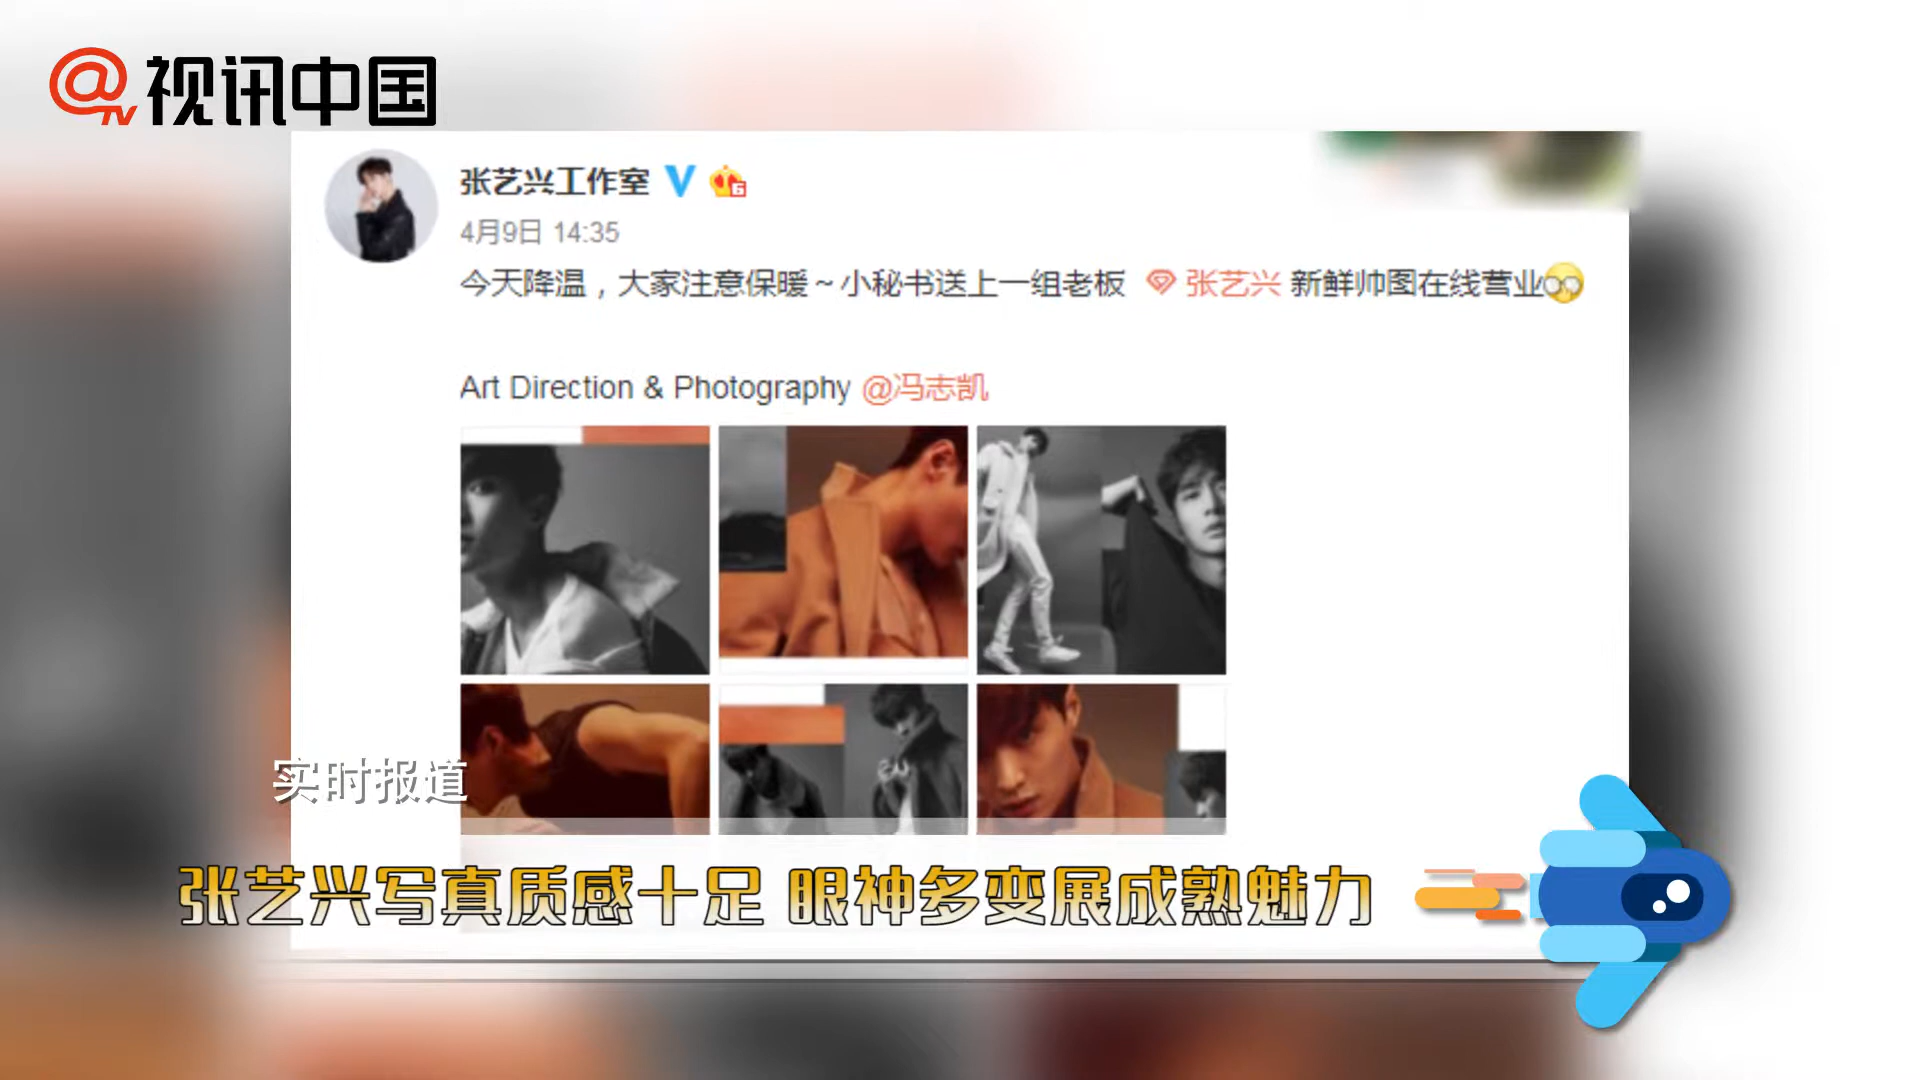 @TV 视讯中国
张艺兴工作室
4月9日 14:35
今天降温，大家注意保暖～小秘书送上一组老板 张艺兴 新鲜帅图在线营业
Art Direction & Photography @冯志凯
实时报道
张艺兴写真质感十足 眼神多变展成熟魅力